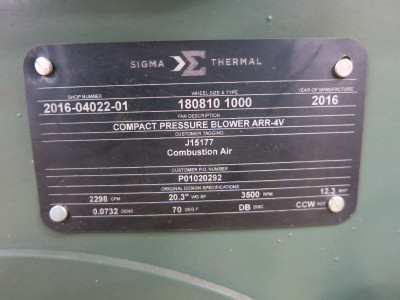 SIGMA THERMAL
SHOP NUMBER WHEEL SIZE & TYPE YEAR OF MANUFACTURE
2016-04022-01 180810 1000 2016
FAN DESCRIPTION
COMPACT PRESSURE BLOWER ARR-4V
CUSTOMER TAGGING
J15177
Combustion Air
CUSTOMER P.O. NUMBER
P01020292
ORIGINAL DESIGN SPECIFICATIONS
2298 CFM 20.3" WG SP 3500 RPM 12.3 BHP
0.0732 DENS 70 DEG F DB DISC CCW ROT